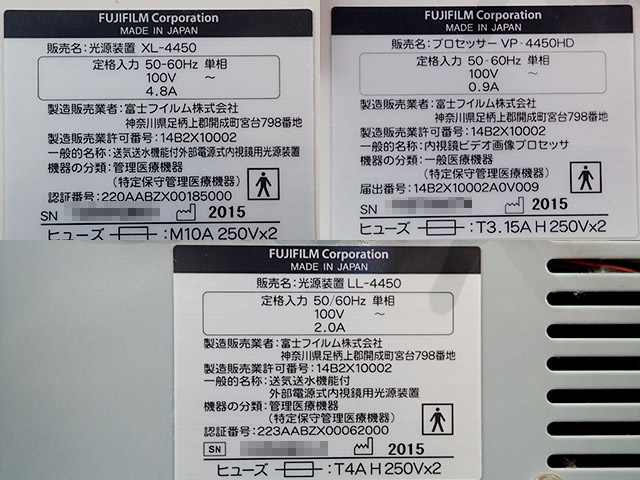 FUJIFILM Corporation
MADE IN JAPAN
販売名:光源装置 XL-4450
定格入力 50-60Hz 単相
100V ~
4.8A
製造販売業者:富士フイルム株式会社
神奈川県足柄上郡開成町宮台798番地
製造販売業許可番号:14B2X10002
一般的名称:送気送水機能付外部電源式内視鏡用光源装置
機器の分類:管理医療機器
(特定保守管理医療機器)
認証番号:220AABZX00185000
SN 2015
ヒューズ :M10A 250V×2
FUJIFILM Corporation
MADE IN JAPAN
販売名:プロセッサー VP-4450HD
定格入力 50-60Hz 単相
100V ~
0.9A
製造販売業者:富士フイルム株式会社
神奈川県足柄上郡開成町宮台798番地
製造販売業許可番号:14B2X10002
一般的名称:内視鏡ビデオ画像プロセッサ
機器の分類:一般医療機器
(特定保守管理医療機器)
届出番号:14B2X10002A0V009
SN 2015
ヒューズ :T3.15A H 250V×2
FUJIFILM Corporation
MADE IN JAPAN
販売名:光源装置 LL-4450
定格入力 50/60Hz 単相
100V ~
2.0A
製造販売業者:富士フイルム株式会社
神奈川県足柄上郡開成町宮台798番地
製造販売業許可番号:14B2X10002
一般的名称:送気送水機能付
外部電源式内視鏡用光源装置
機器の分類:管理医療機器
(特定保守管理医療機器)
認証番号:223AABZX00062000
SN 2015
ヒューズ :T4A H 250V×2